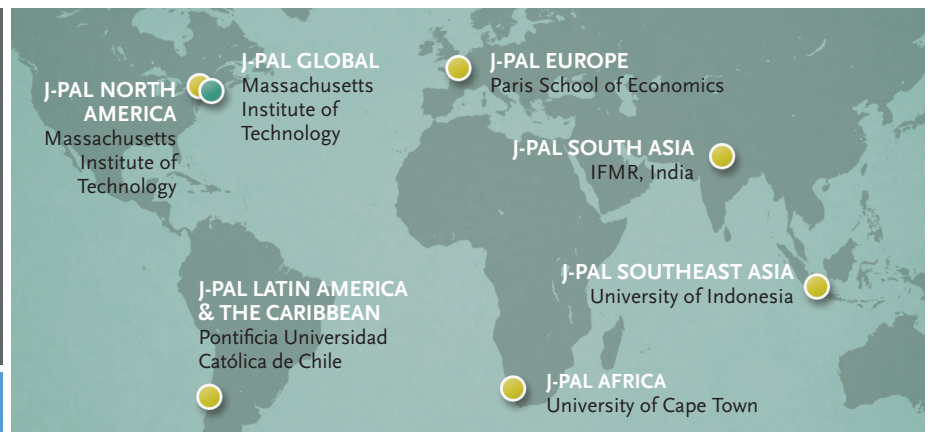 J-PAL NORTH
AMERICA
Massachusetts
Institute of
Technology
J-PAL GLOBAL
Massachusetts
Institute of
Technology
J-PAL EUROPE
Paris School of Economics
J-PAL SOUTH ASIA
IFMR, India
J-PAL SOUTHEAST ASIA
University of Indonesia
J-PAL LATIN AMERICA
& THE CARIBBEAN
Pontificia Universidad
Católica de Chile
J-PAL AFRICA
University of Cape Town